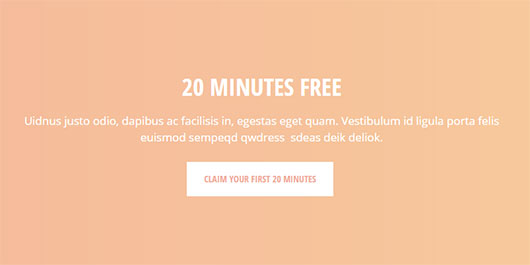 20 MINUTES FREE
Uidnus justo odio, dapibus ac facilisis in, egestas eget quam. Vestibulum id ligula porta felis
euismod sempeqd qwdress sdeas deik deliok.
CLAIM YOUR FIRST 20 MINUTES